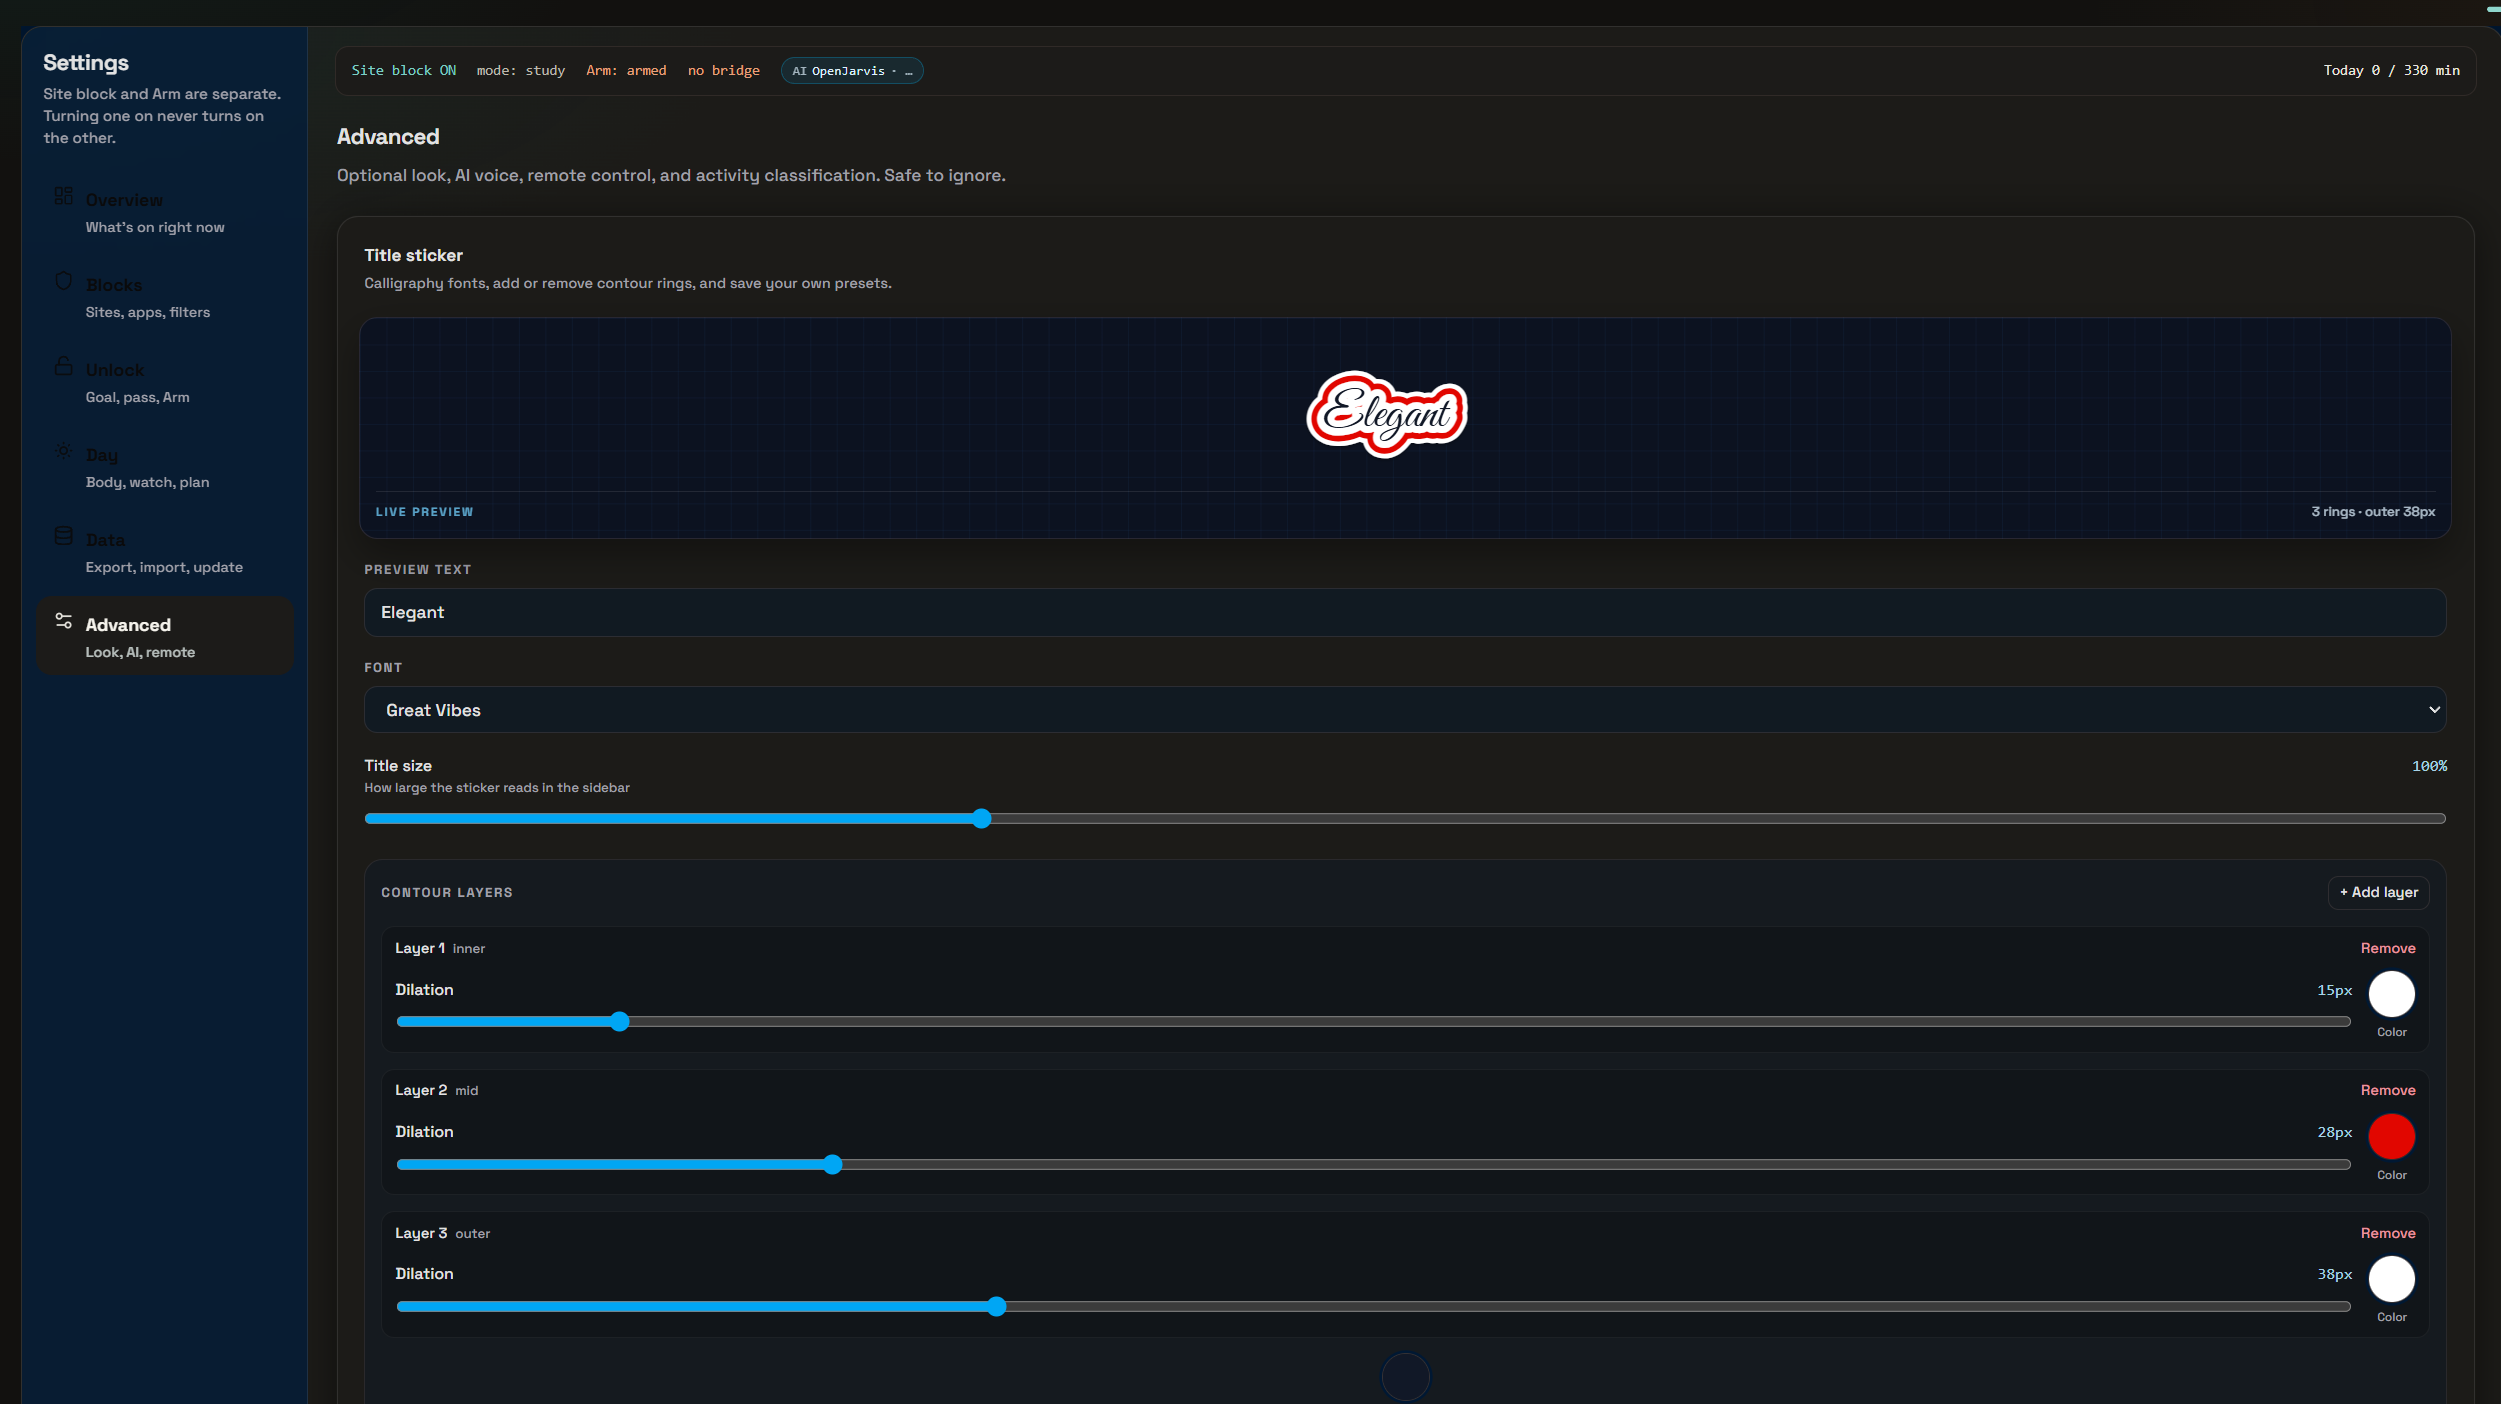 Settings
Site block and Arm are separate.
Turning one on never turns on
the other.
Overview
What's on right now
Blocks
Sites, apps, filters
Unlock
Goal, pass, Arm
Day
Body, watch, plan
Data
Export, import, update
Advanced
Look, AI, remote
Site block ON mode: study Arm: armed no bridge AI OpenJarvis · …
Today 0 / 330 min
Advanced
Optional look, AI voice, remote control, and activity classification. Safe to ignore.
Title sticker
Calligraphy fonts, add or remove contour rings, and save your own presets.
Elegant
LIVE PREVIEW
3 rings · outer 38px
PREVIEW TEXT
Elegant
FONT
Great Vibes
Title size
100%
How large the sticker reads in the sidebar
CONTOUR LAYERS
+ Add layer
Layer 1 inner
Remove
Dilation
15px
Color
Layer 2 mid
Remove
Dilation
28px
Color
Layer 3 outer
Remove
Dilation
38px
Color